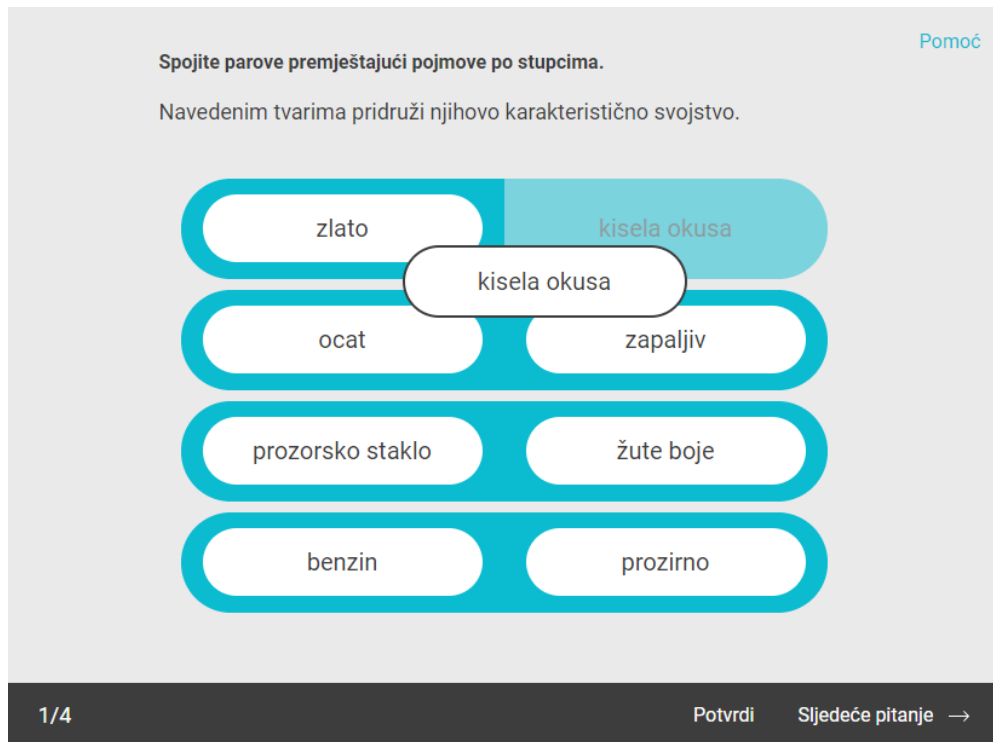 Pomoć
Spojite parove premještajući pojmove po stupcima.
Navedenim tvarima pridruži njihovo karakteristično svojstvo.
zlato
kisela okusa
kisela okusa
ocat
zapaljiv
prozorsko staklo
žute boje
benzin
prozirno
1/4
Potvrdi
Sljedeće pitanje →